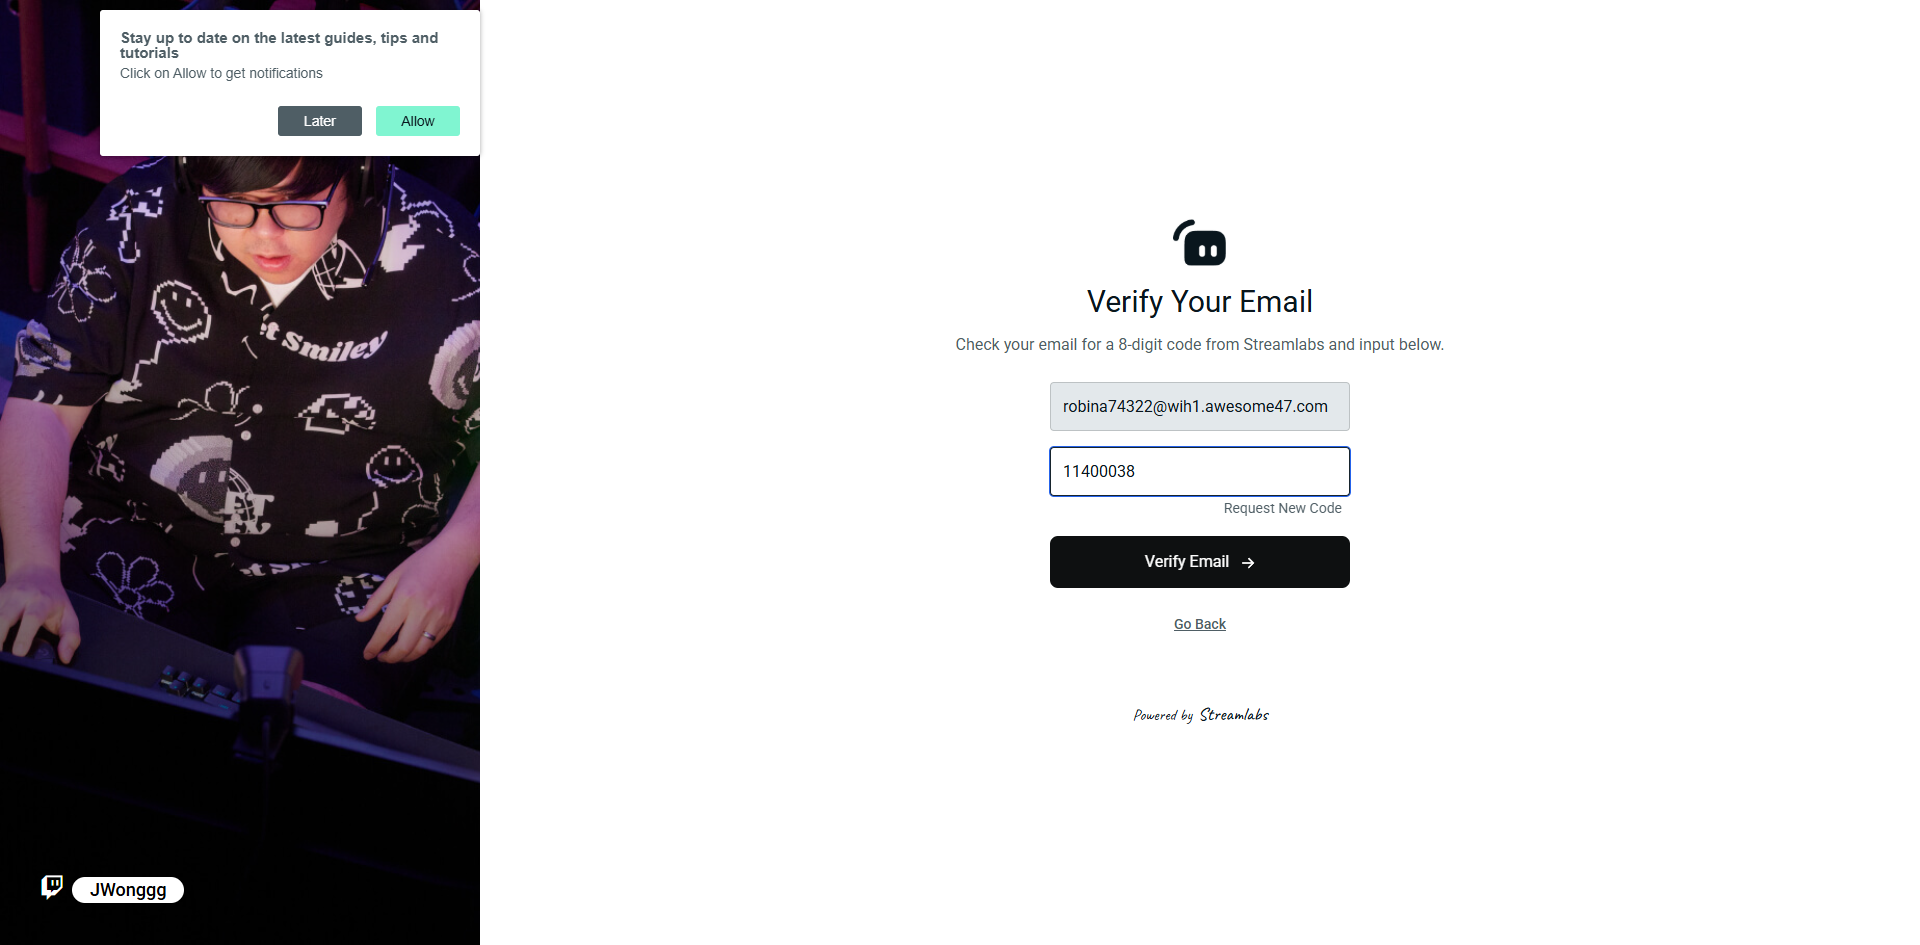 Stay up to date on the latest guides, tips and
tutorials
Click on Allow to get notifications
Later
Allow
Smiley
JWonggg
Verify Your Email
Check your email for a 8-digit code from Streamlabs and input below.
robina74322@wih1.awesome47.com
11400038
Request New Code
Verify Email →
Go Back
Powered by Streamlabs